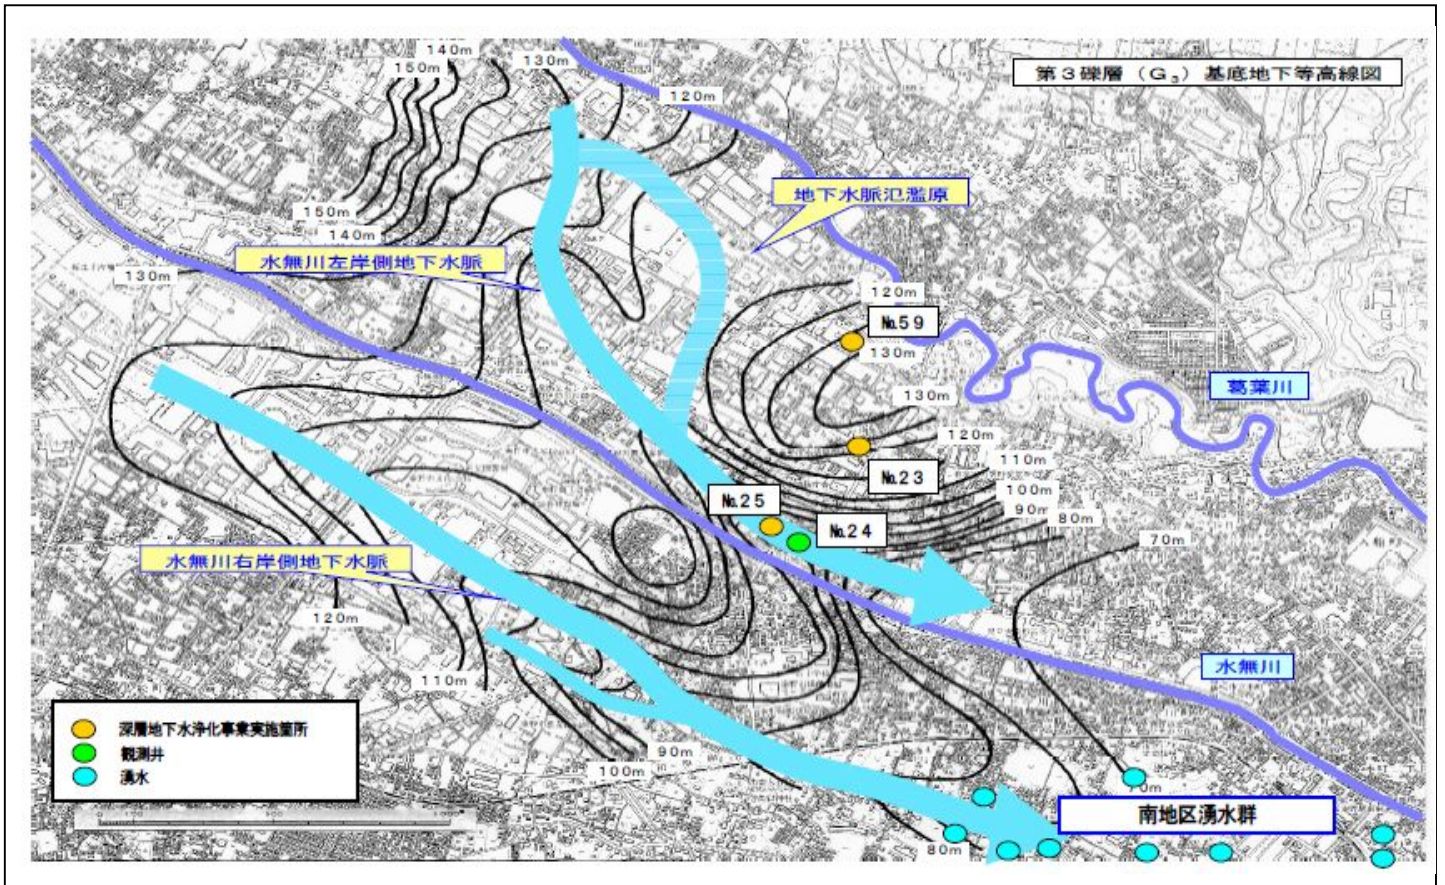 140m
150m
130m
第3礫層（G₃）基底地下等高線図
120m
地下水脈氾濫原
150m
140m
水無川左岸側地下水脈
130m
120m
№59
130m
葛葉川
130m
120m
110m
№23
100m
№25
90m
80m
№24
70m
水無川右岸側地下水脈
120m
水無川
110m
深層地下水浄化事業実施箇所
観測井
湧水
90m
100m
南地区湧水群
80m